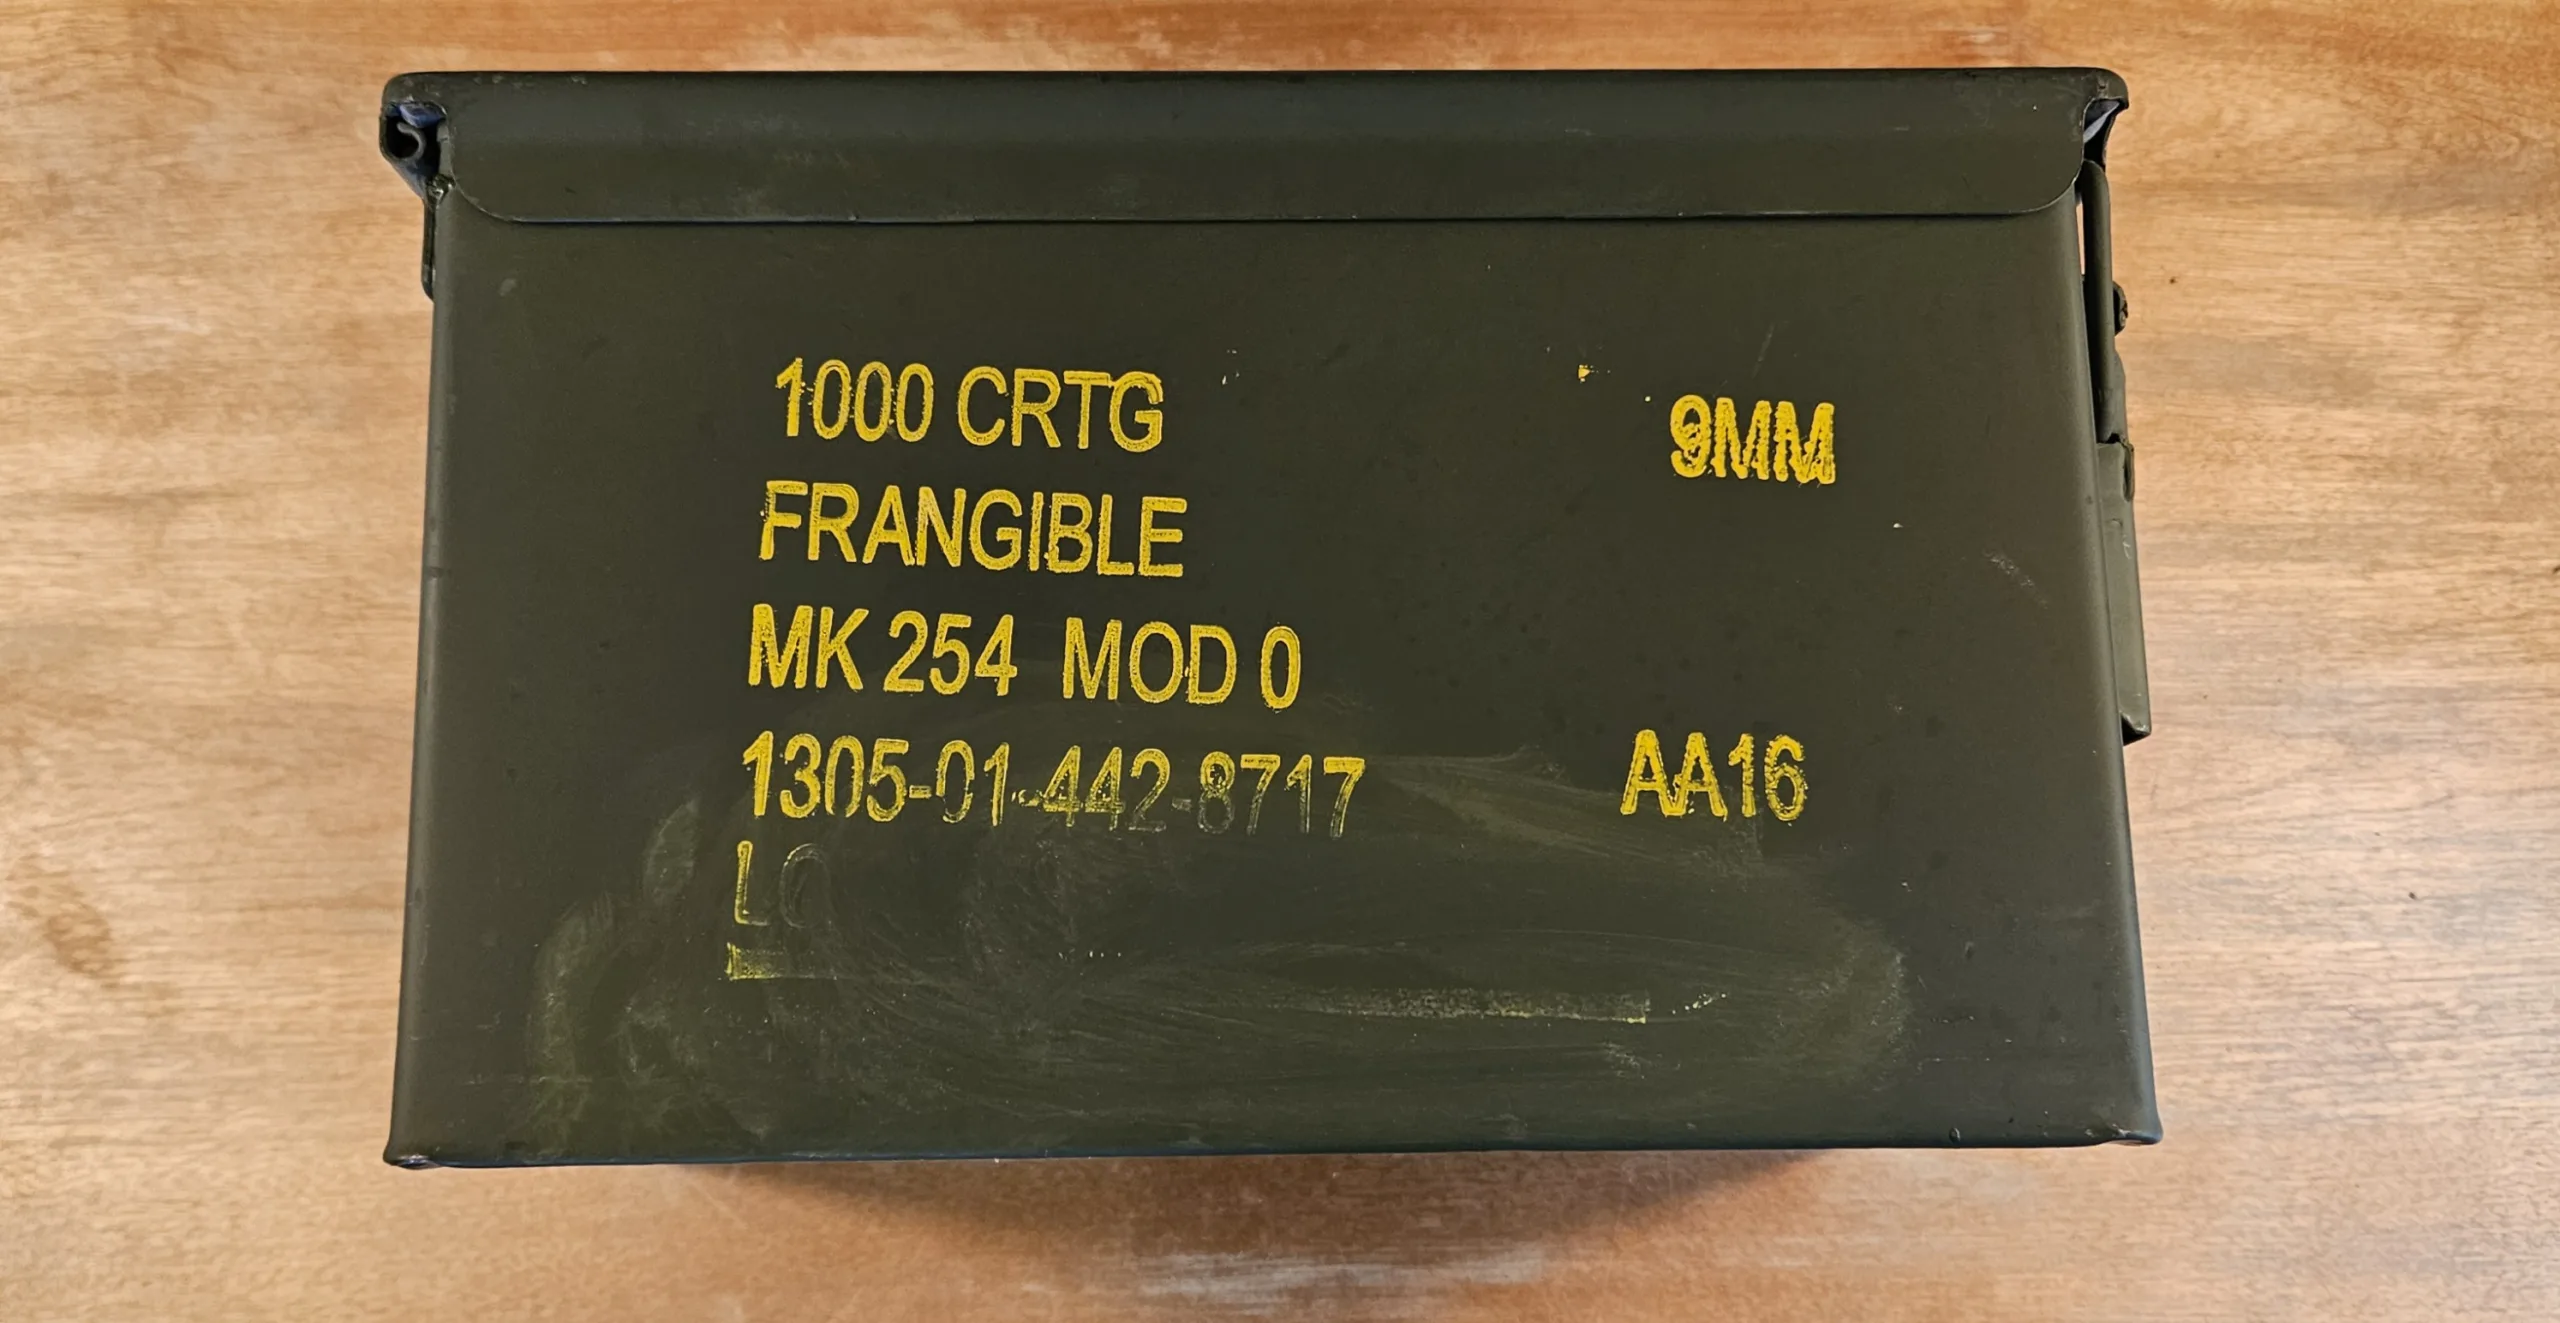 1000 CRTG 9MM
FRANGIBLE
MK 254 MOD 0
1305-01-442-8717 AA16